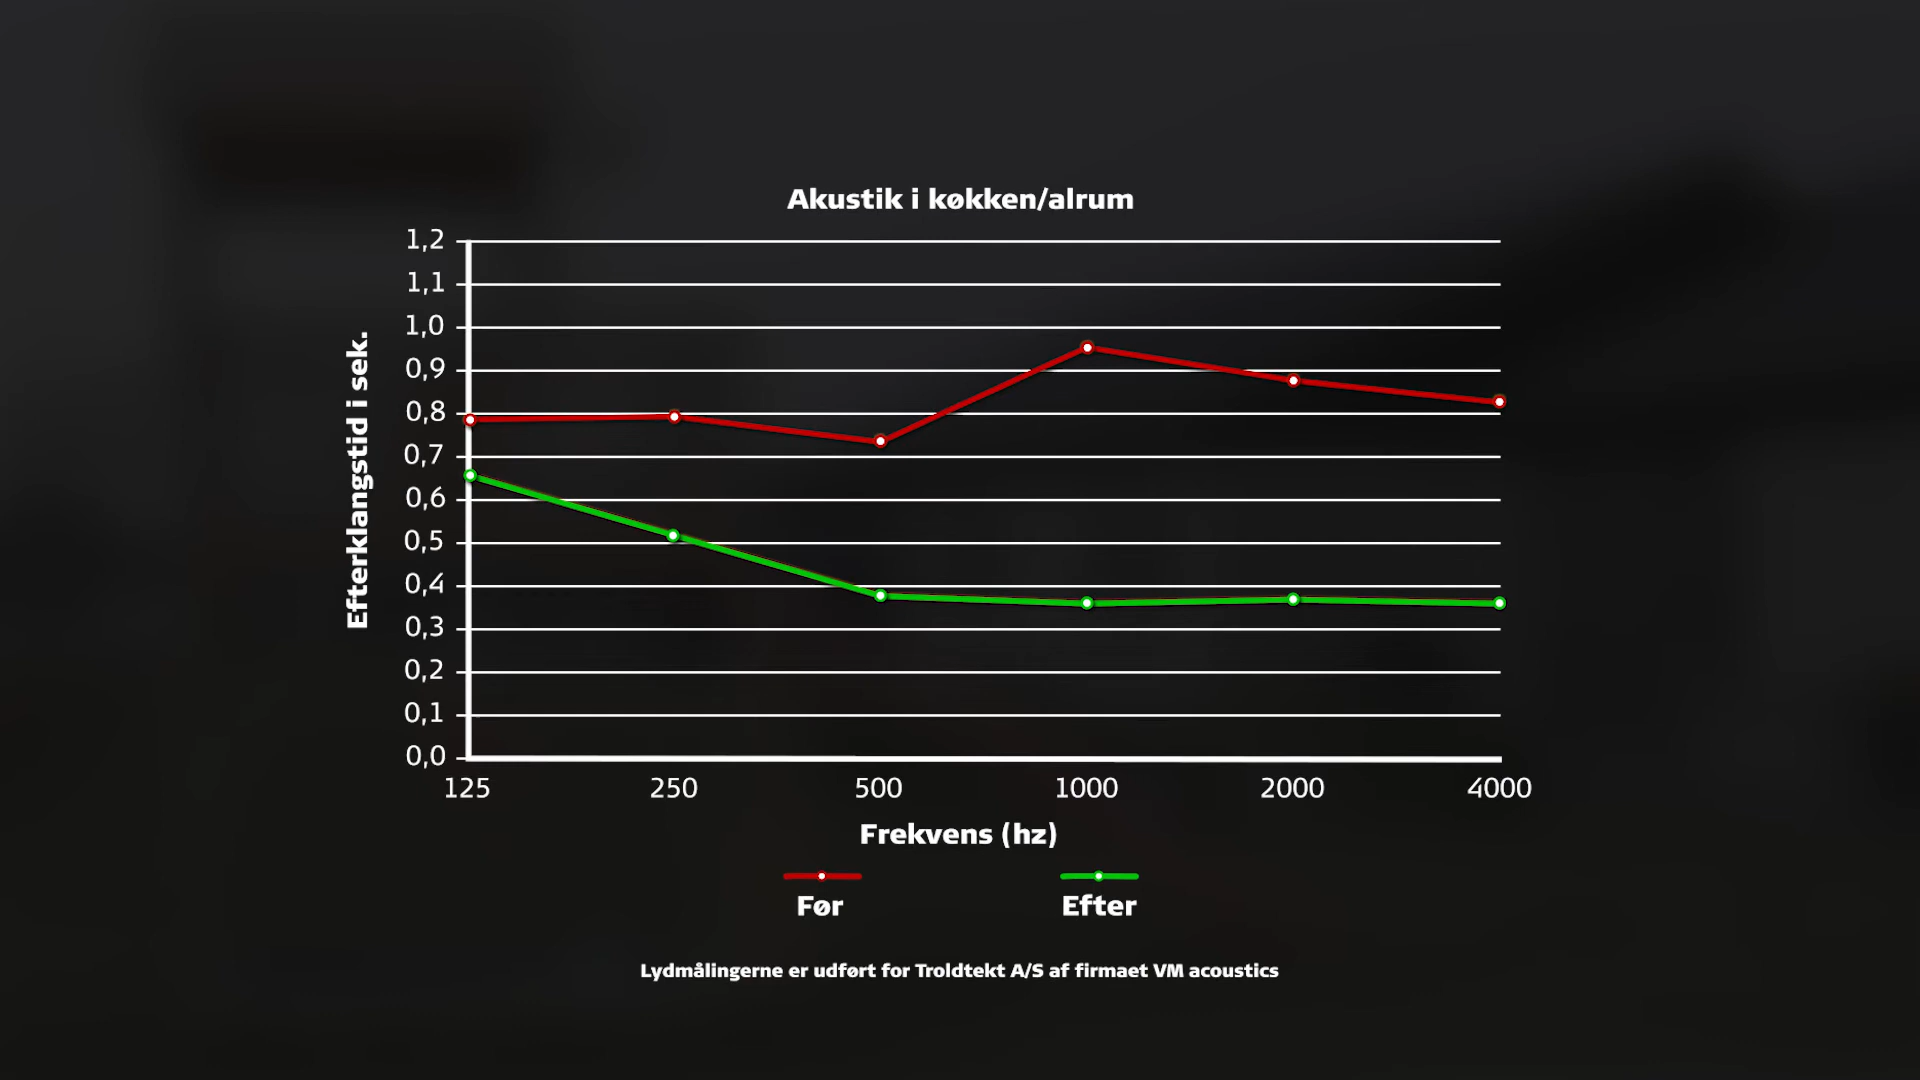 Akustik i køkken/alrum
1,2
1,1
1,0
0,9
0,8
0,7
0,6
0,5
0,4
0,3
0,2
0,1
0,0
Efterklangstid i sek.
125 250 500 1000 2000 4000
Frekvens (hz)
Før Efter
Lydmålingerne er udført for Troldtekt A/S af firmaet VM acoustics